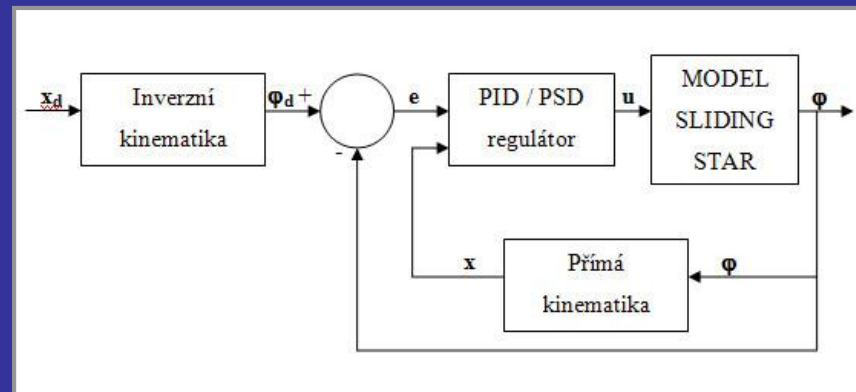 x_d
Inverzní
kinematika
φ_d +
-
e
PID / PSD
regulátor
u
MODEL
SLIDING
STAR
φ
x
Přímá
kinematika
φ